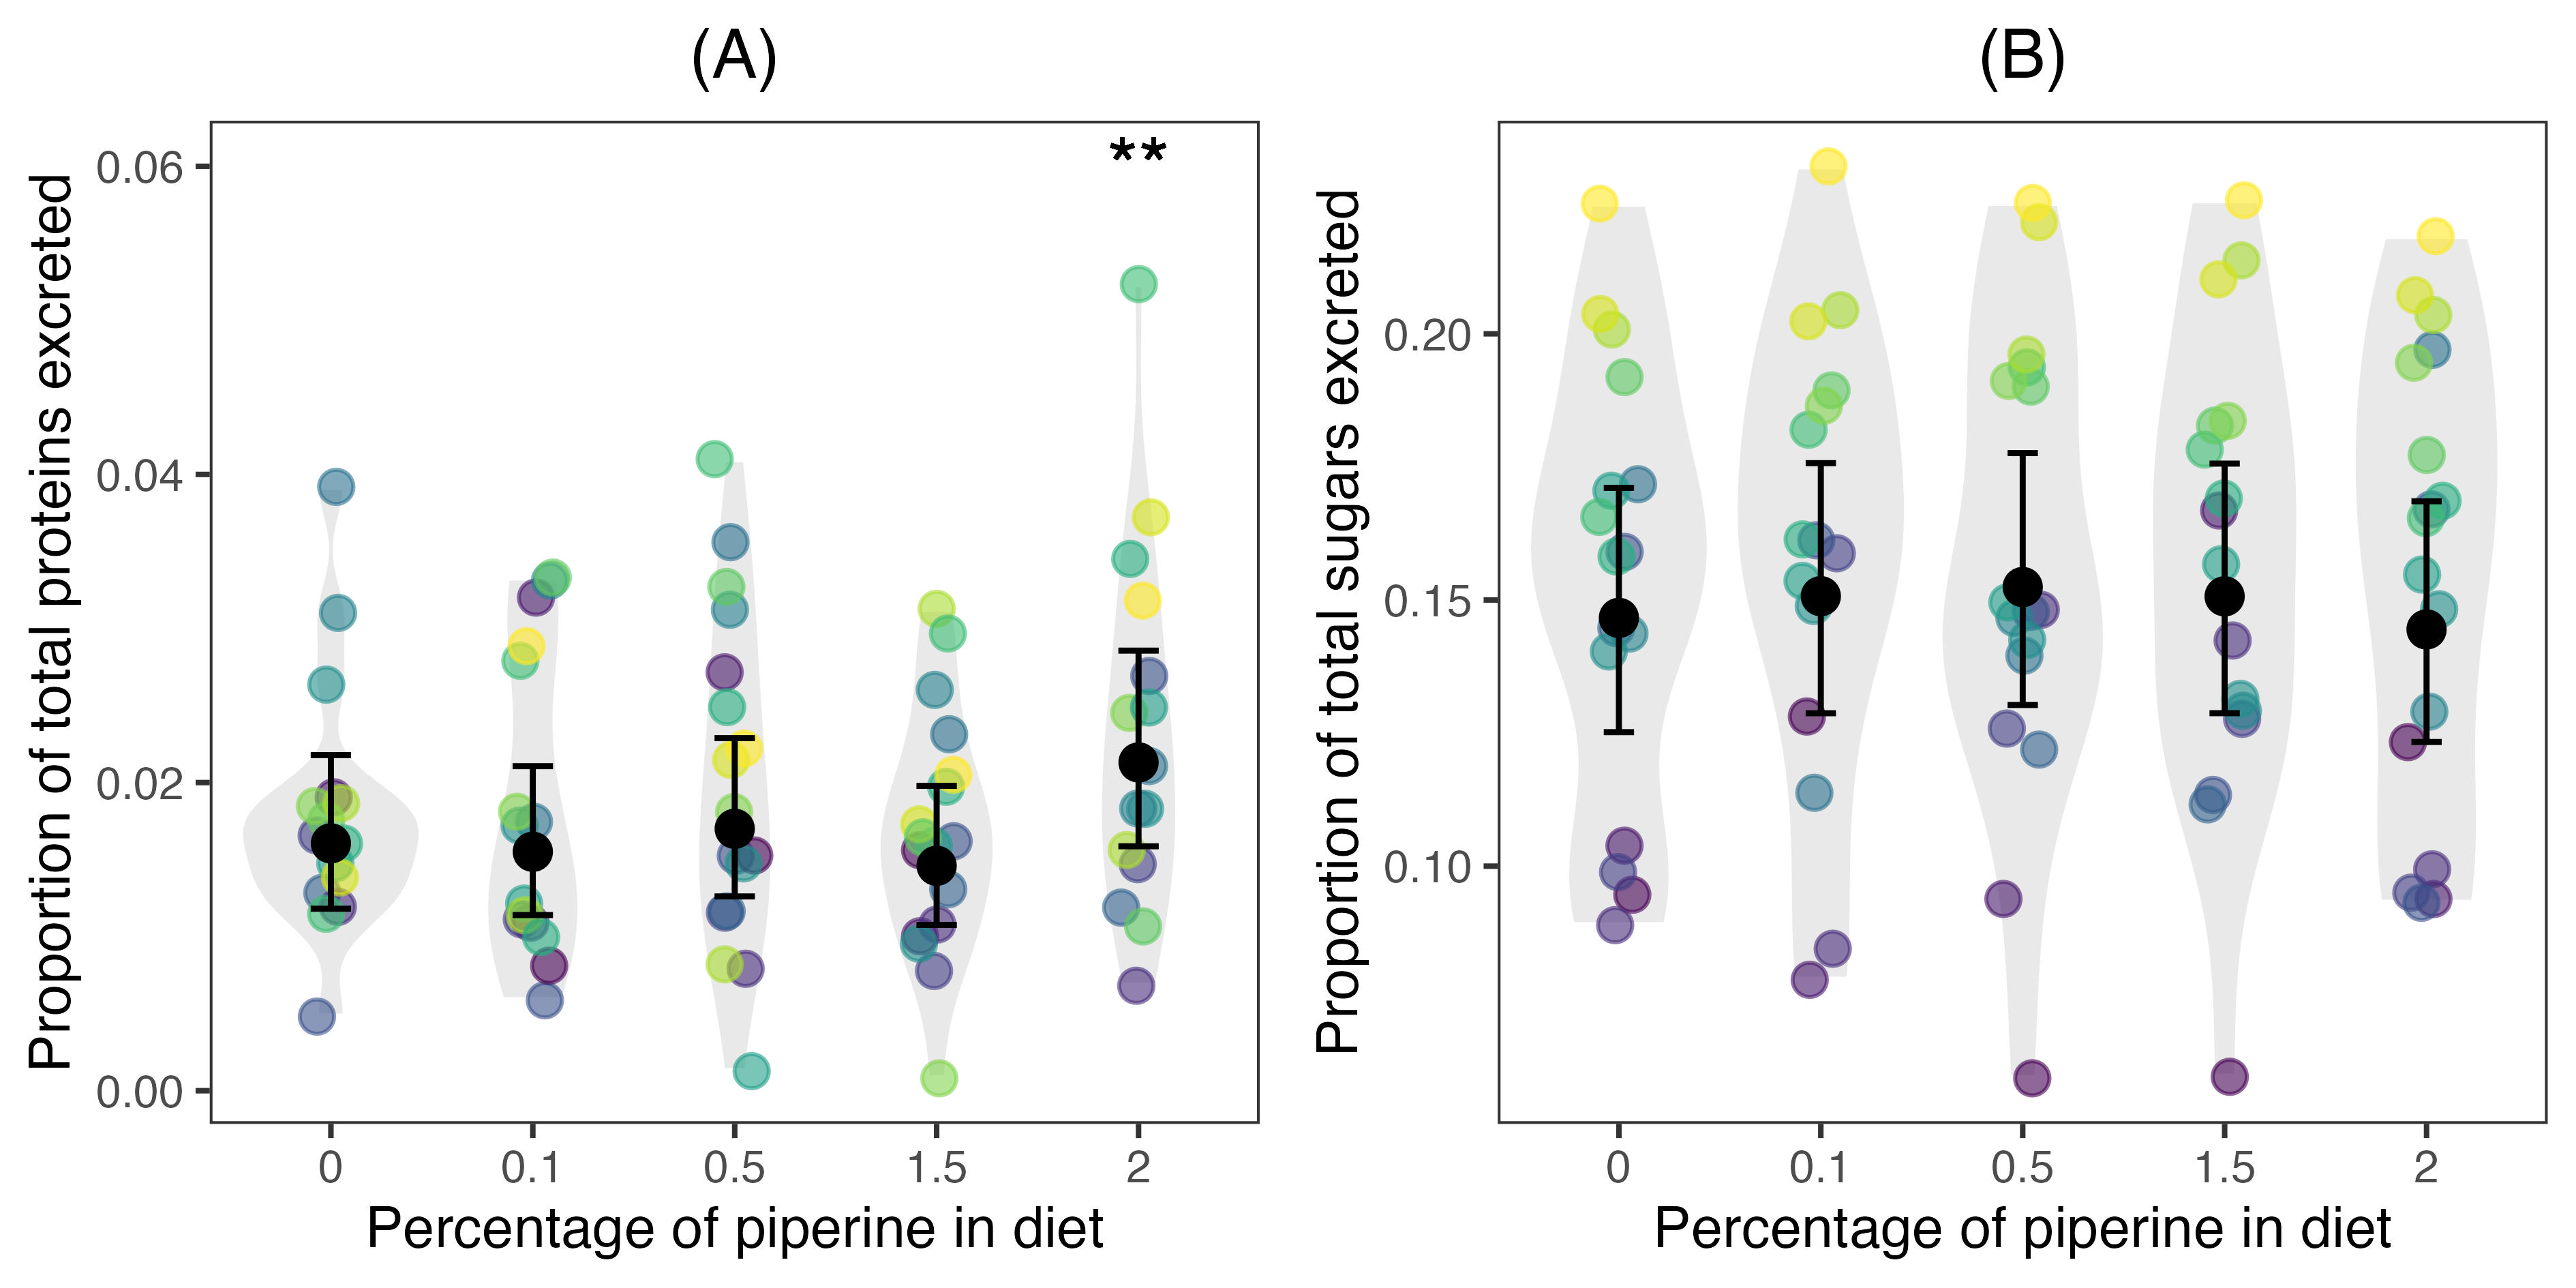 (A)
Proportion of total proteins excreted
0.06
0.04
0.02
0.00
**
0 0.1 0.5 1.5 2
Percentage of piperine in diet
(B)
Proportion of total sugars excreted
0.20
0.15
0.10
0 0.1 0.5 1.5 2
Percentage of piperine in diet